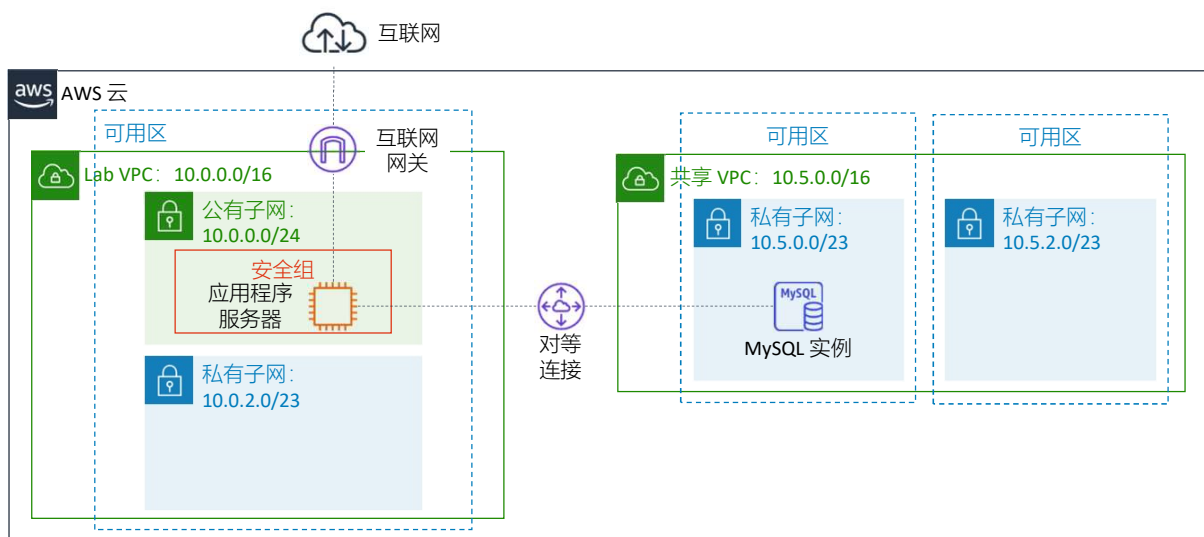 互联网
aws
AWS 云
可用区
互联网
网关
Lab VPC：10.0.0.0/16
公有子网：
10.0.0.0/24
安全组
应用程序
服务器
私有子网：
10.0.2.0/23
对等
连接
可用区
可用区
共享 VPC：10.5.0.0/16
私有子网：
10.5.0.0/23
私有子网：
10.5.2.0/23
MySQL
MySQL 实例